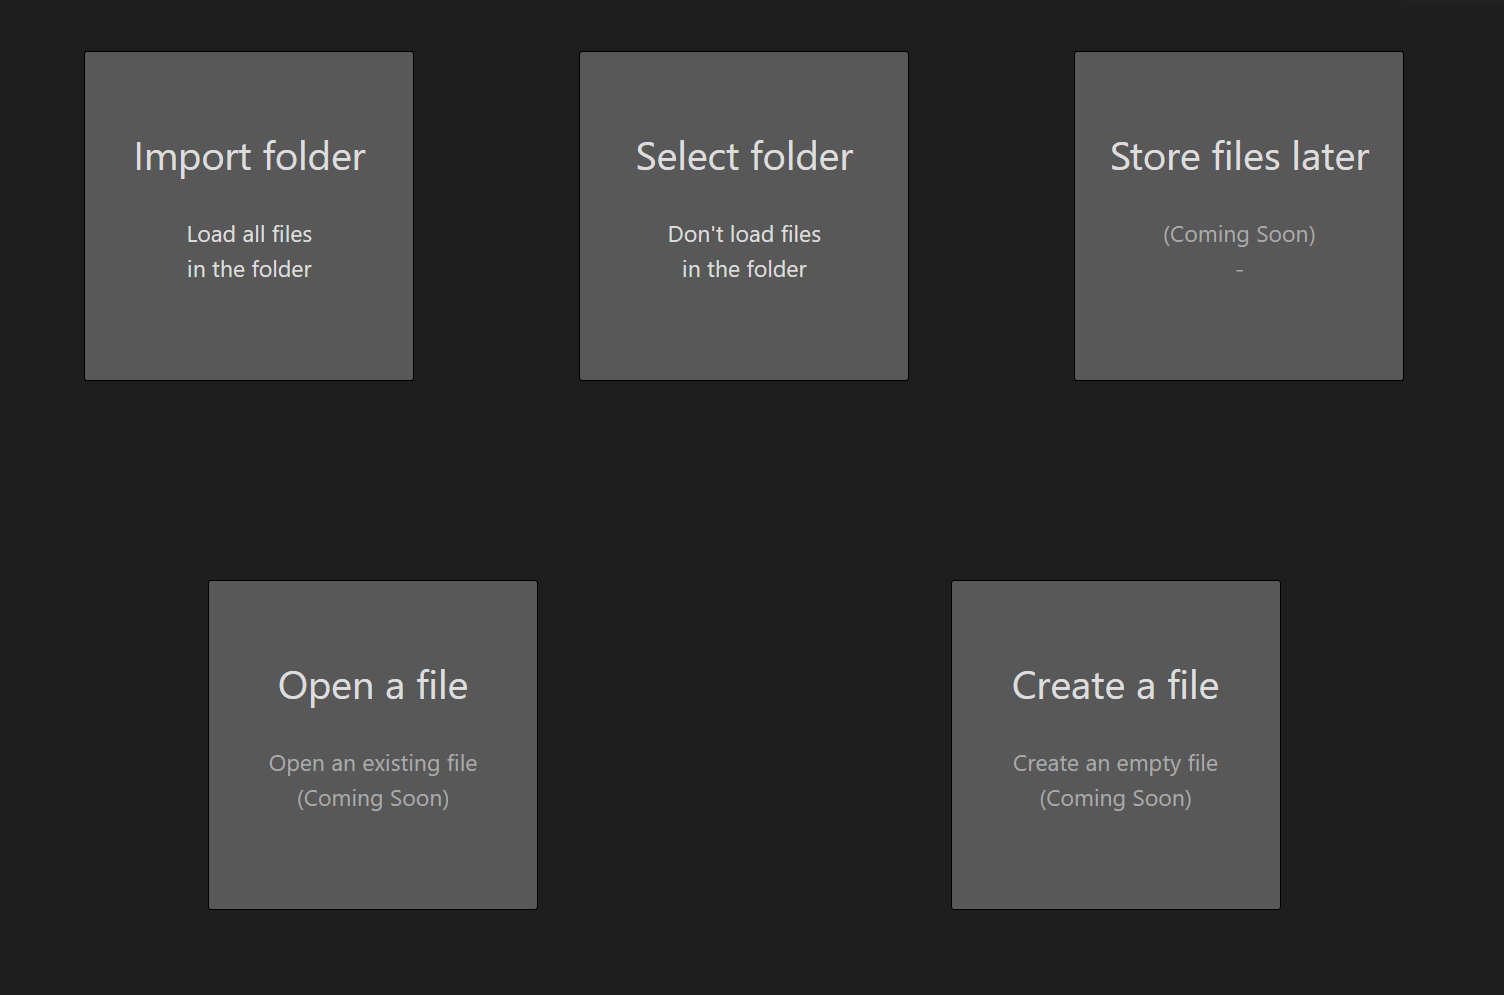 Import folder
Load all files
in the folder
Select folder
Don't load files
in the folder
Store files later
(Coming Soon)
-
Open a file
Open an existing file
(Coming Soon)
Create a file
Create an empty file
(Coming Soon)